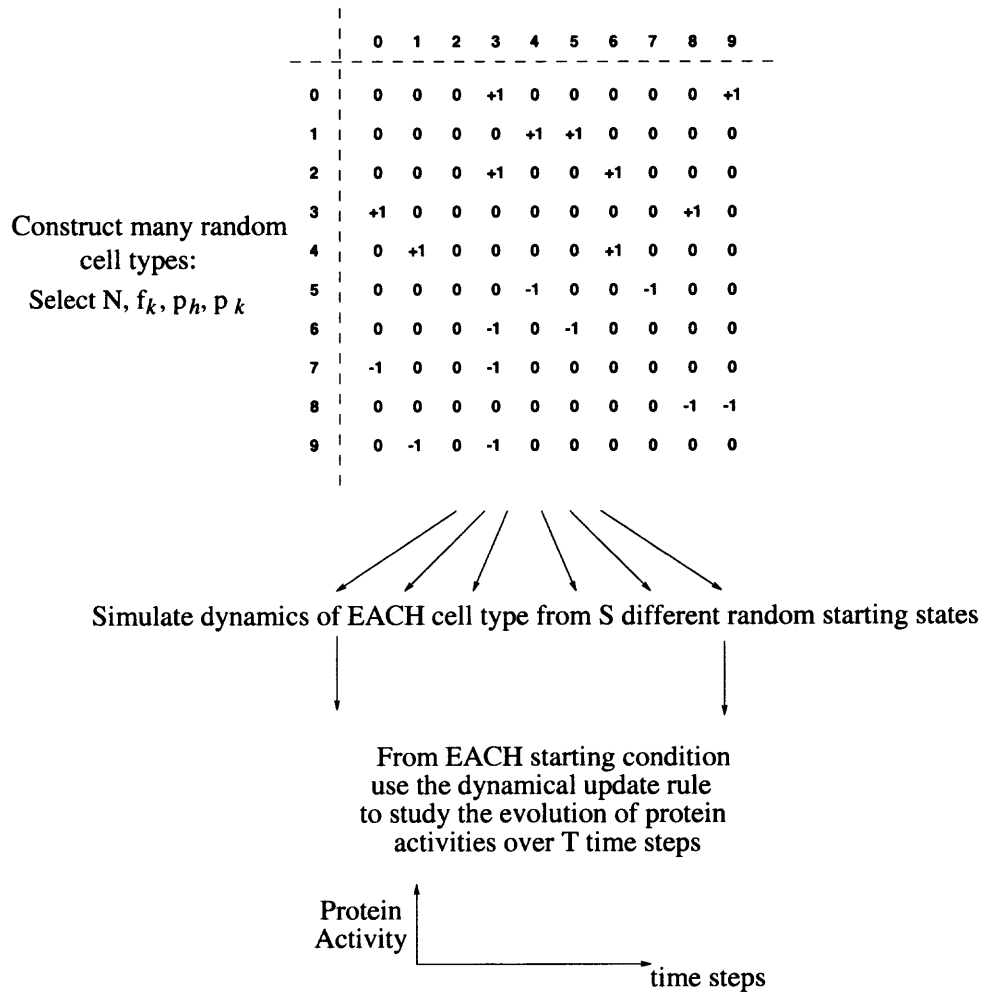 0 1 2 3 4 5 6 7 8 9
0 0 0 0 +1 0 0 0 0 0 +1
1 0 0 0 0 +1 +1 0 0 0 0
2 0 0 0 +1 0 0 +1 0 0 0
3 +1 0 0 0 0 0 0 0 +1 0
4 0 +1 0 0 0 0 +1 0 0 0
5 0 0 0 0 -1 0 0 -1 0 0
6 0 0 0 -1 0 -1 0 0 0 0
7 -1 0 0 -1 0 0 0 0 0 0
8 0 0 0 0 0 0 0 0 -1 -1
9 0 -1 0 -1 0 0 0 0 0 0
Construct many random
cell types:
Select N, f_k, p_h, p_k
Simulate dynamics of EACH cell type from S different random starting states
From EACH starting condition
use the dynamical update rule
to study the evolution of protein
activities over T time steps
Protein
Activity
time steps